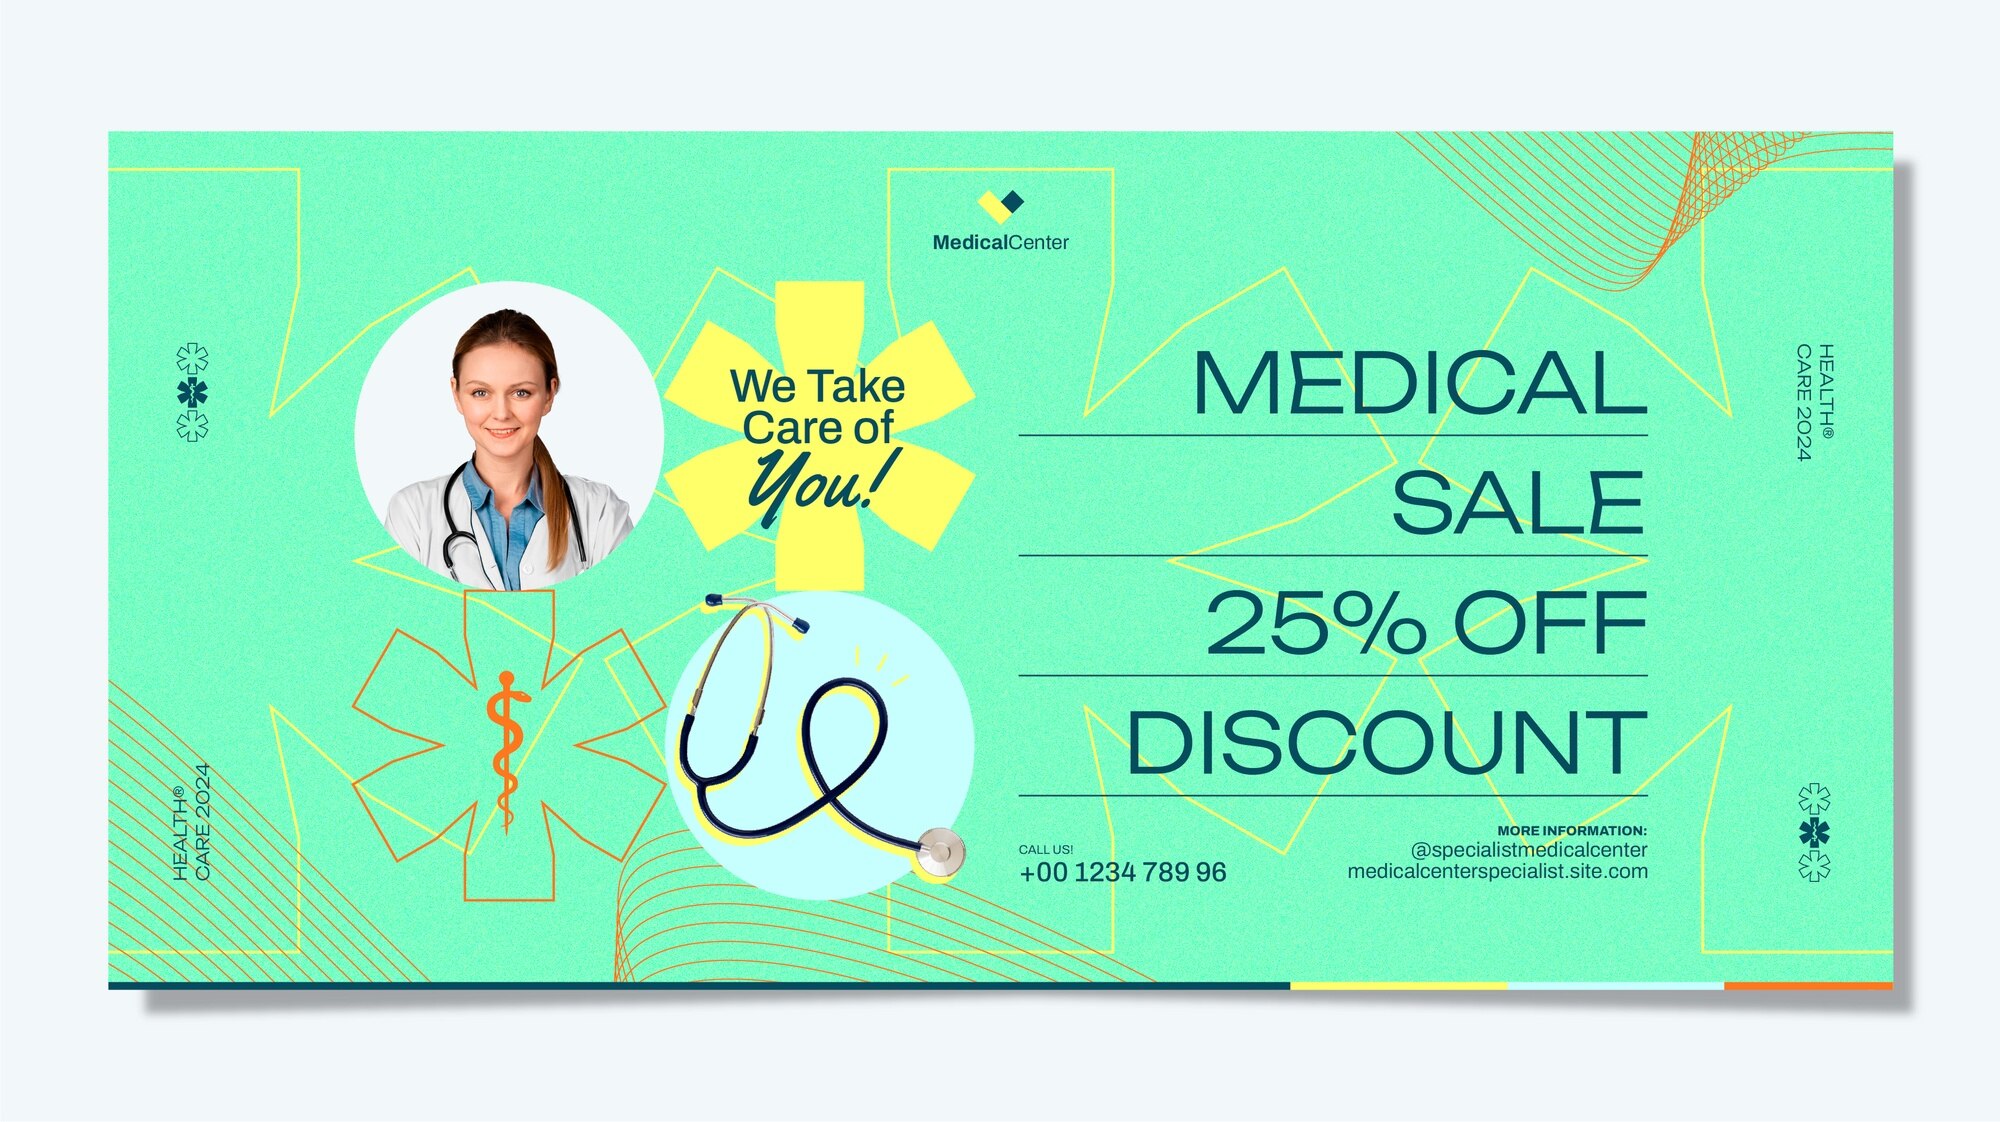 MedicalCenter
We Take
Care of
You!
MEDICAL
SALE
25% OFF
DISCOUNT
CALL US!
+00 1234 789 96
MORE INFORMATION:
@specialistmedicalcenter
medicalcenterspecialist.site.com
HEALTH®
CARE 2024
HEALTH®
CARE 2024